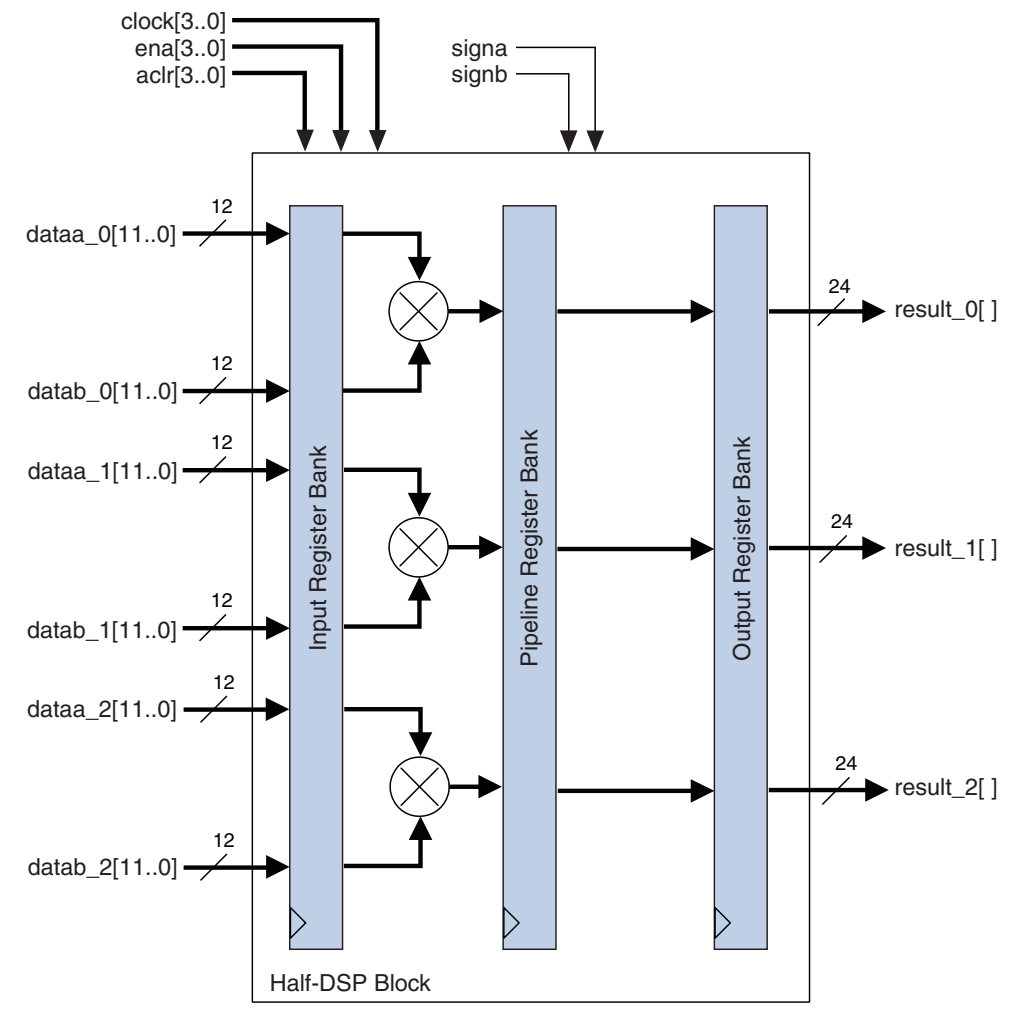 clock[3..0]
ena[3..0]
aclr[3..0]
signa
signb
12
dataa_0[11..0]
12
datab_0[11..0]
12
dataa_1[11..0]
12
datab_1[11..0]
12
dataa_2[11..0]
12
datab_2[11..0]
Input Register Bank
Pipeline Register Bank
Output Register Bank
24
result_0[ ]
24
result_1[ ]
24
result_2[ ]
Half-DSP Block